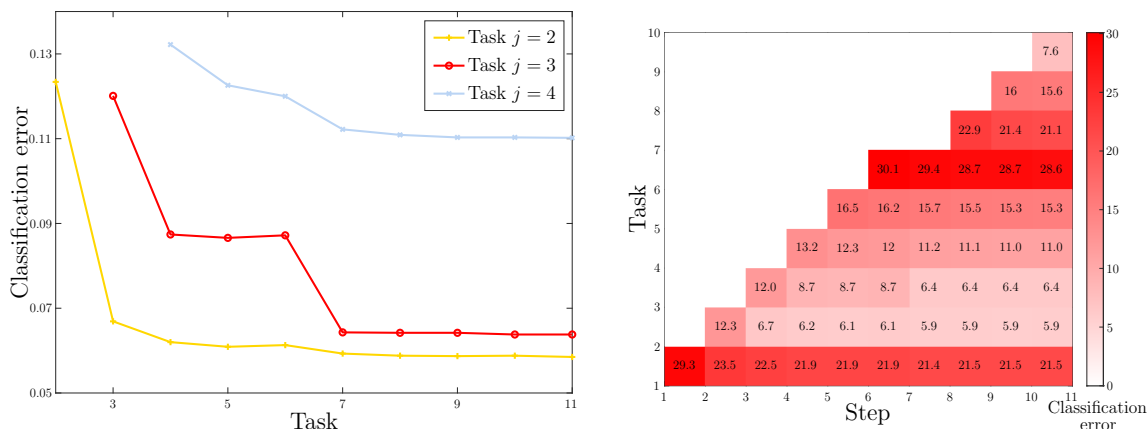 0.13
0.11
0.09
0.07
0.05
3 5 7 9 11
Classification error
Task
Task j = 2
Task j = 3
Task j = 4
10
9
8
7
6
5
4
3
2
1
Task
7.6
16 15.6
22.9 21.4 21.1
30.1 29.4 28.7 28.7 28.6
16.5 16.2 15.7 15.5 15.3 15.3
13.2 12.3 12 11.2 11.1 11.0 11.0
12.0 8.7 8.7 8.7 6.4 6.4 6.4 6.4
12.3 6.7 6.2 6.1 6.1 5.9 5.9 5.9 5.9
29.3 23.5 22.5 21.9 21.9 21.9 21.4 21.5 21.5 21.5
1 2 3 4 5 6 7 8 9 10 11
Step
30
25
20
15
10
5
0
Classification
error